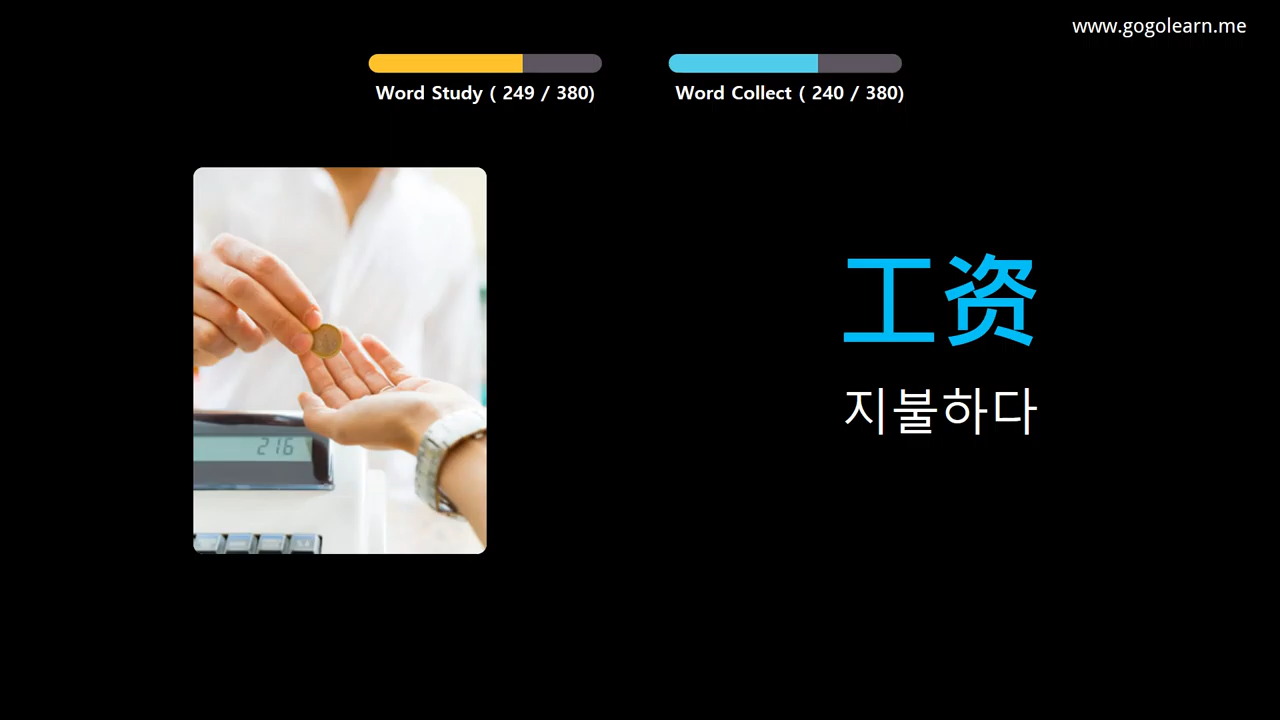 www.gogolearn.me
Word Study ( 249 / 380)
Word Collect ( 240 / 380)
工资
지불하다
216